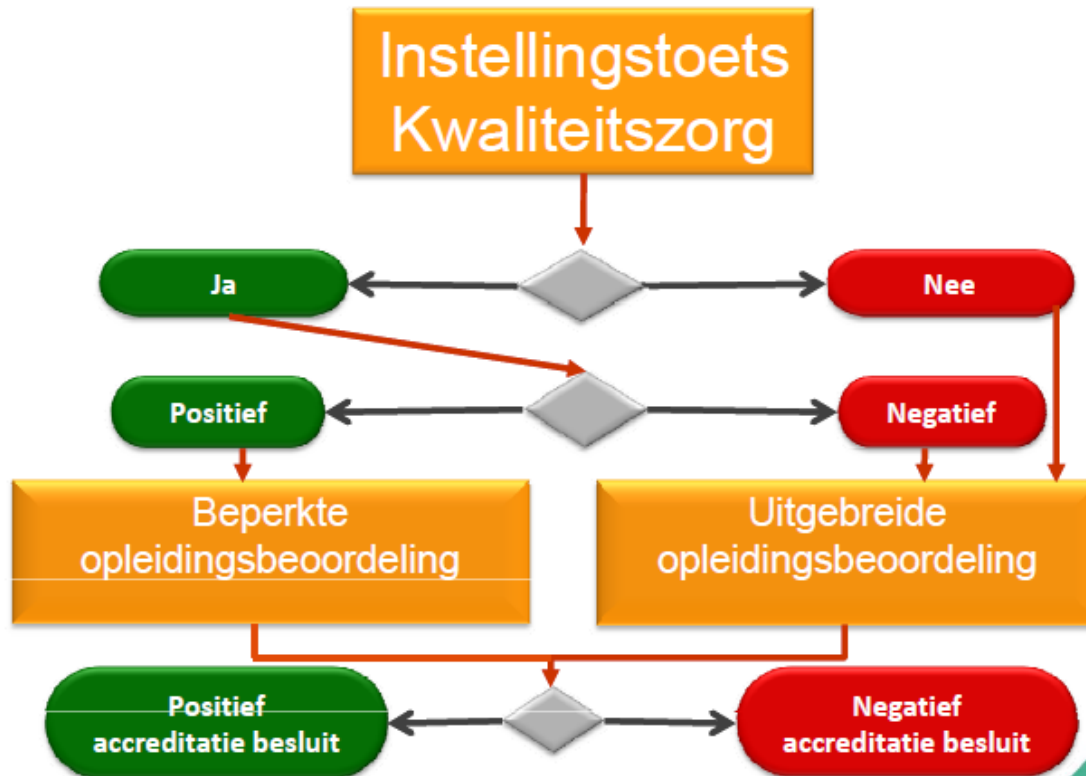 Instellingstoets
Kwaliteitszorg
Ja
Nee
Positief
Negatief
Beperkte
opleidingsbeoordeling
Uitgebreide
opleidingsbeoordeling
Positief
accreditatie besluit
Negatief
accreditatie besluit